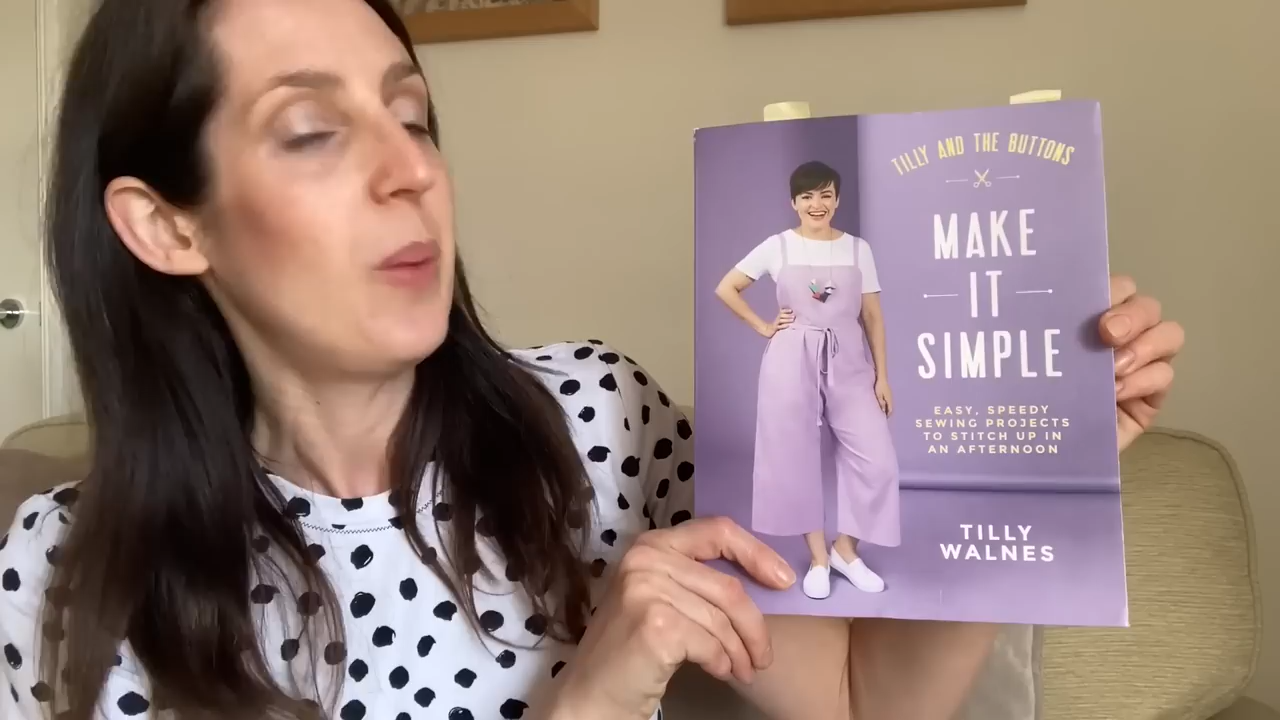 TILLY AND THE BUTTONS
MAKE
IT
SIMPLE
EASY, SPEEDY
SEWING PROJECTS
TO STITCH UP IN
AN AFTERNOON
TILLY
WALNES